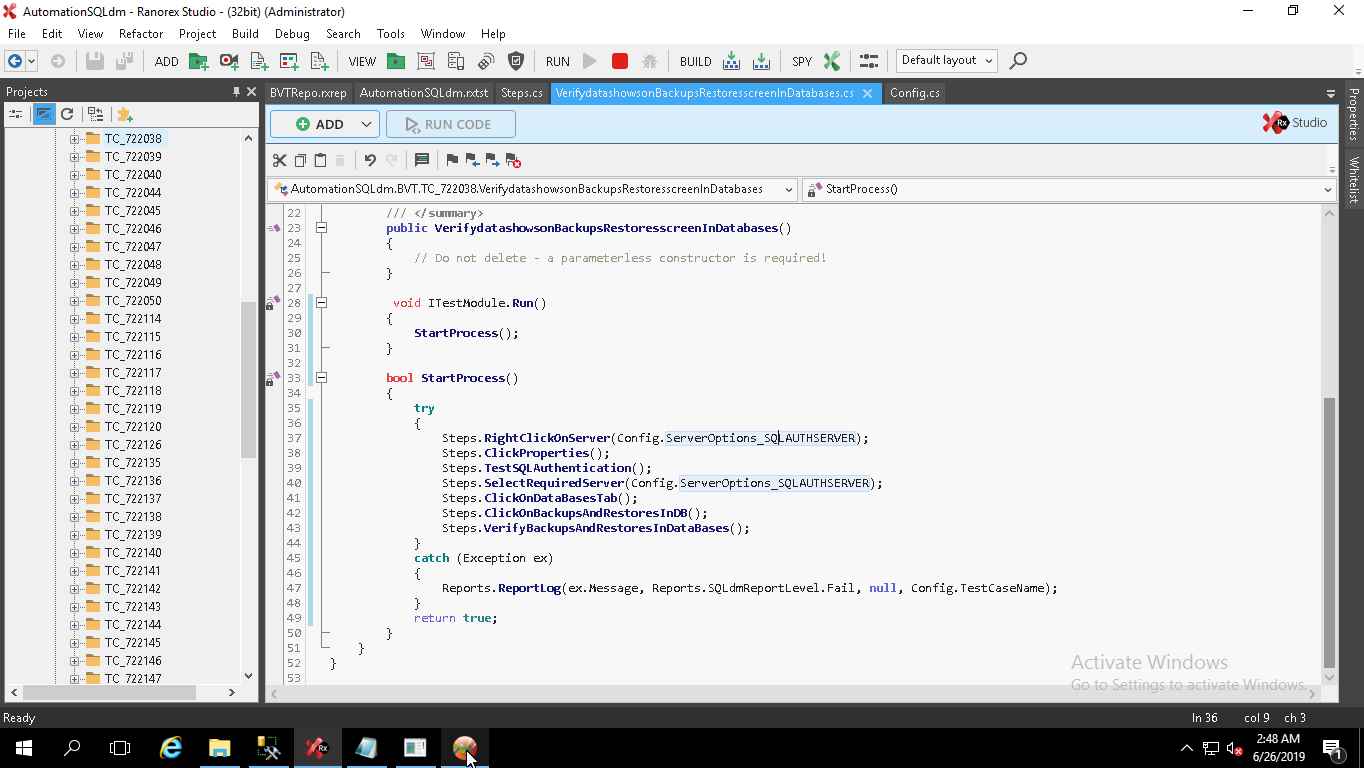 AutomationSQLdm - Ranorex Studio - (32bit) (Administrator)
File Edit View Refactor Project Build Debug Search Tools Window Help
ADD VIEW RUN BUILD SPY Default layout
Projects
BVTRepo.rxrep AutomationSQLdm.rxtst Steps.cs VerifydatashowsonBackupsRestoresscreenInDatabases.cs Config.cs
ADD RUN CODE Rx Studio
AutomationSQLdm.BVT.TC_722038.VerifydatashowsonBackupsRestoresscreenInDatabases StartProcess()
Properties
Whitelist
TC_722038
TC_722039
TC_722040
TC_722044
TC_722045
TC_722046
TC_722047
TC_722048
TC_722049
TC_722050
TC_722114
TC_722115
TC_722116
TC_722117
TC_722118
TC_722119
TC_722120
TC_722126
TC_722135
TC_722136
TC_722137
TC_722138
TC_722139
TC_722140
TC_722141
TC_722142
TC_722143
TC_722144
TC_722145
TC_722146
TC_722147
22 /// </summary>
23 public VerifydatashowsonBackupsRestoresscreenInDatabases()
24 {
25 // Do not delete - a parameterless constructor is required!
26 }
27
28 void ITestModule.Run()
29 {
30 StartProcess();
31 }
32
33 bool StartProcess()
34 {
35 try
36 {
37 Steps.RightClickOnServer(Config.ServerOptions_SQLAUTHSERVER);
38 Steps.ClickProperties();
39 Steps.TestSQLAuthentication();
40 Steps.SelectRequiredServer(Config.ServerOptions_SQLAUTHSERVER);
41 Steps.ClickOnDataBasesTab();
42 Steps.ClickOnBackupsAndRestoresInDB();
43 Steps.VerifyBackupsAndRestoresInDataBases();
44 }
45 catch (Exception ex)
46 {
47 Reports.ReportLog(ex.Message, Reports.SQLdmReportLevel.Fail, null, Config.TestCaseName);
48 }
49 return true;
50 }
51 }
52 }
53
Activate Windows
Go to Settings to activate Windows.
Ready ln 36 col 9 ch 3
Rx
2:48 AM
6/26/2019
1